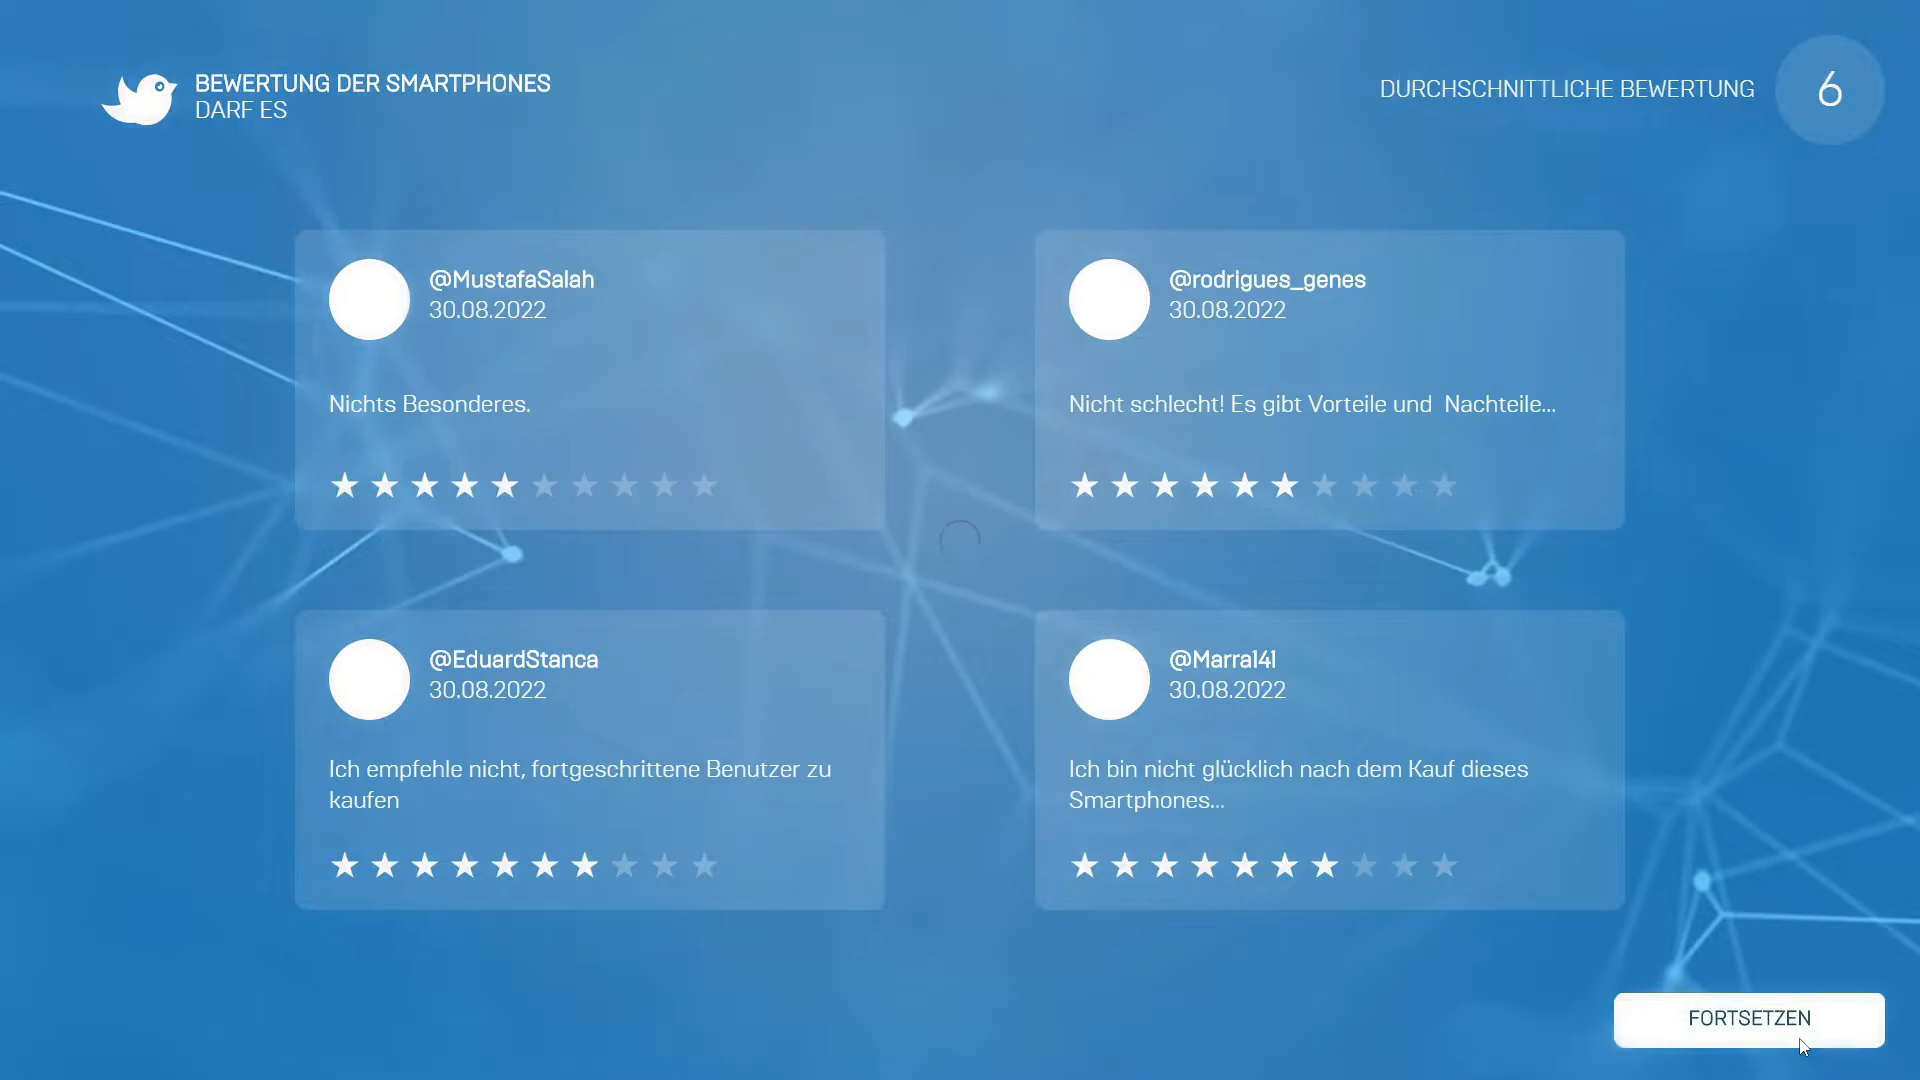 BEWERTUNG DER SMARTPHONES
DARF ES
DURCHSCHNITTLICHE BEWERTUNG
6
@MustafaSalah
30.08.2022
Nichts Besonderes.
@rodrigues_genes
30.08.2022
Nicht schlecht! Es gibt Vorteile und  Nachteile...
@EduardStanca
30.08.2022
Ich empfehle nicht, fortgeschrittene Benutzer zu
kaufen
@Marra141
30.08.2022
Ich bin nicht glücklich nach dem Kauf dieses
Smartphones...
FORTSETZEN